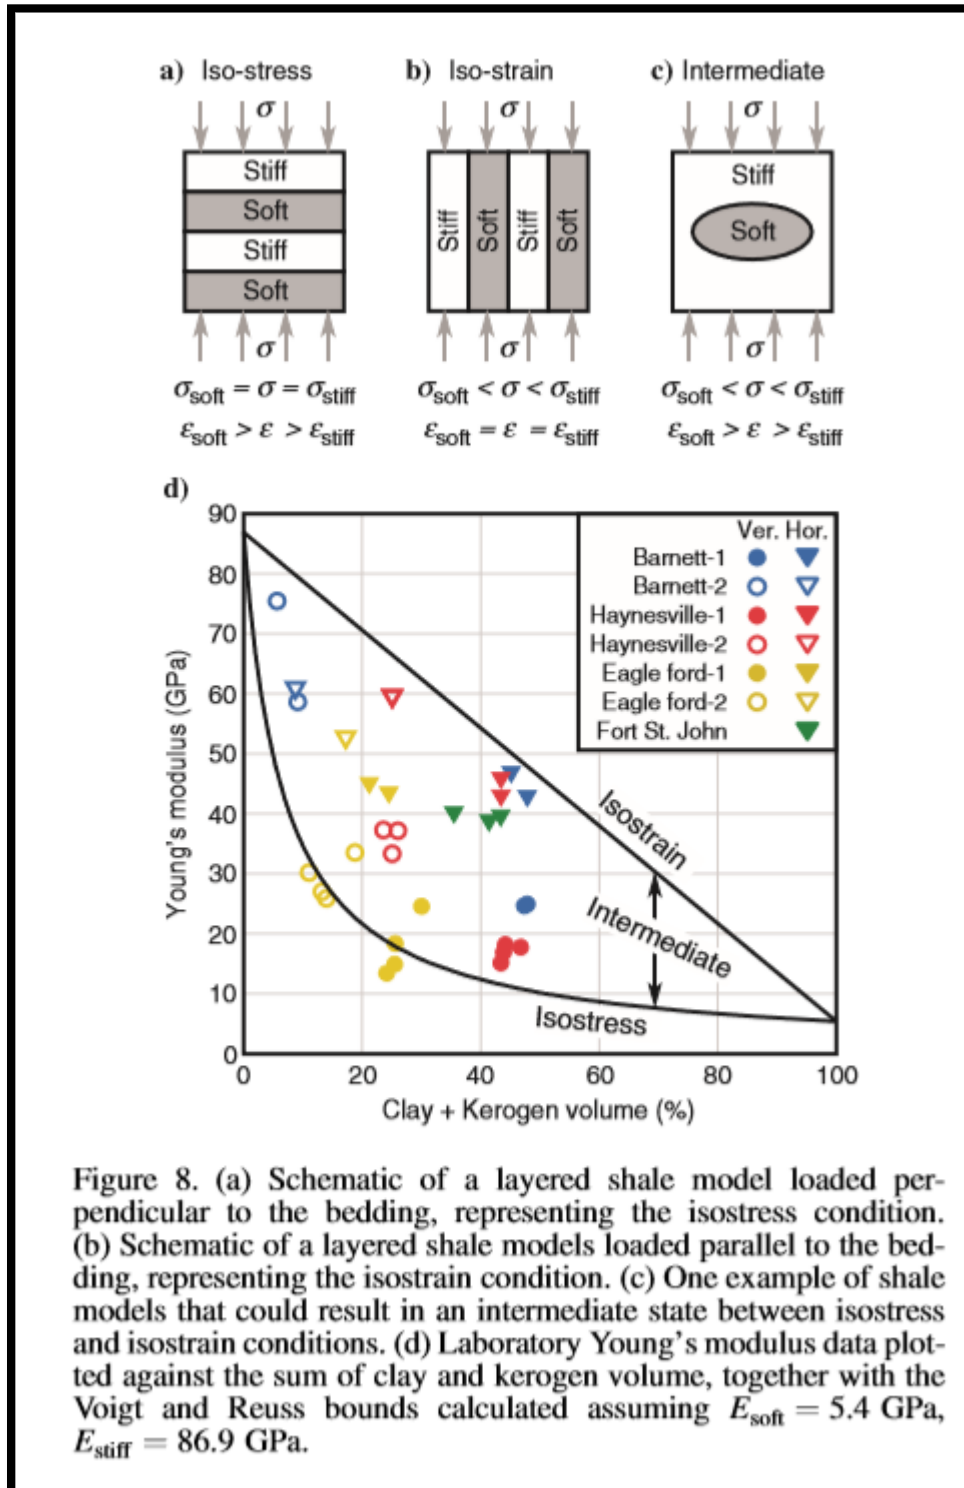 a) Iso-stress
b) Iso-strain
c) Intermediate
σ
σ
σ
Stiff
Soft
Stiff
Soft
Stiff
Soft
Stiff
Soft
Stiff
Soft
σ
σ
σ
σsoft = σ = σstiff
σsoft < σ < σstiff
σsoft < σ < σstiff
εsoft > ε > εstiff
εsoft = ε = εstiff
εsoft > ε > εstiff
d)
Young's modulus (GPa)
90
80
70
60
50
40
30
20
10
0
Ver. Hor.
Barnett-1
Barnett-2
Haynesville-1
Haynesville-2
Eagle ford-1
Eagle ford-2
Fort St. John
Isostrain
Intermediate
Isostress
0 20 40 60 80 100
Clay + Kerogen volume (%)
Figure 8. (a) Schematic of a layered shale model loaded per-
pendicular to the bedding, representing the isostress condition.
(b) Schematic of a layered shale models loaded parallel to the bed-
ding, representing the isostrain condition. (c) One example of shale
models that could result in an intermediate state between isostress
and isostrain conditions. (d) Laboratory Young's modulus data plot-
ted against the sum of clay and kerogen volume, together with the
Voigt and Reuss bounds calculated assuming Esoft = 5.4 GPa,
Estiff = 86.9 GPa.